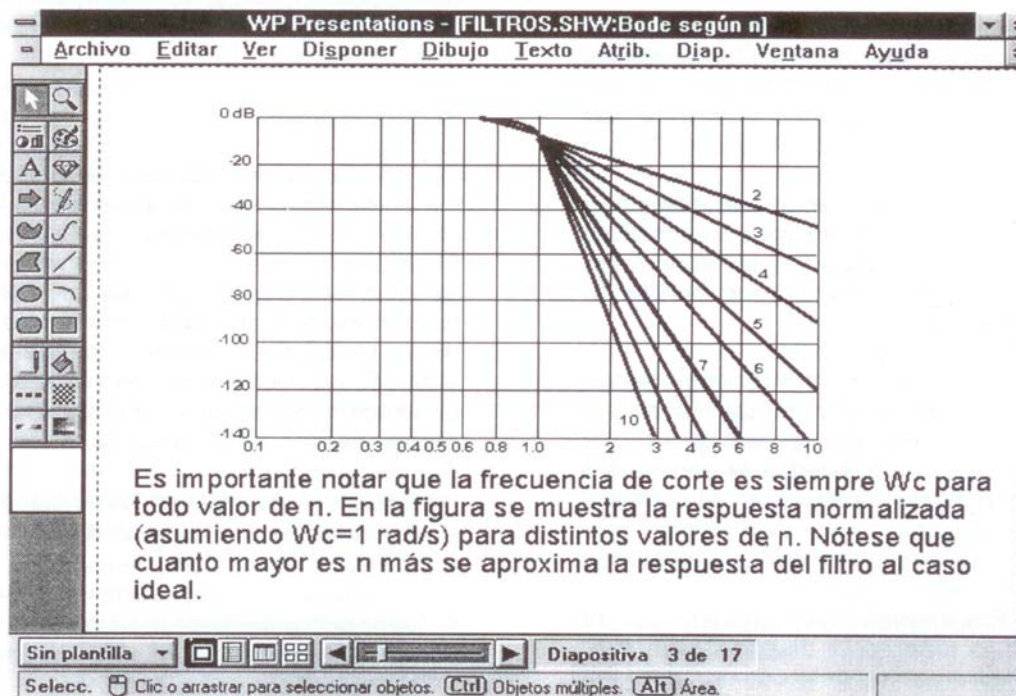 WP Presentations - [FILTROS.SHW:Bode según n]
Archivo Editar Ver Disponer Dibujo Texto Atrib. Diap. Ventana Ayuda
0 dB
-20
-40
-60
-80
-100
-120
-140
2
3
4
5
6
7
10
0.1 0.2 0.3 0.4 0.5 0.6 0.8 1.0 2 3 4 5 6 8 10
Es importante notar que la frecuencia de corte es siempre Wc para
todo valor de n. En la figura se muestra la respuesta normalizada
(asumiendo Wc=1 rad/s) para distintos valores de n. Nótese que
cuanto mayor es n más se aproxima la respuesta del filtro al caso
ideal.
Sin plantilla Diapositiva 3 de 17
Selecc. Clic o arrastrar para seleccionar objetos. Ctrl Objetos múltiples. Alt Área.